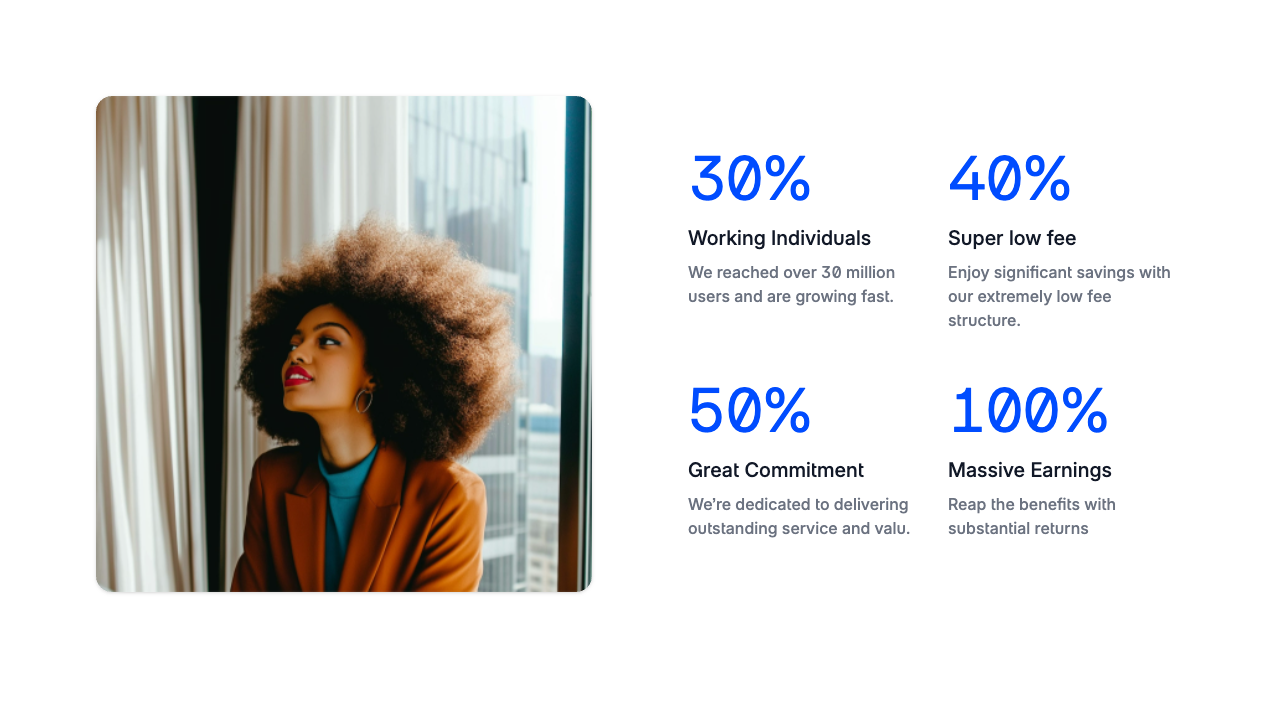 30%
Working Individuals
We reached over 30 million
users and are growing fast.
40%
Super low fee
Enjoy significant savings with
our extremely low fee
structure.
50%
Great Commitment
We're dedicated to delivering
outstanding service and valu.
100%
Massive Earnings
Reap the benefits with
substantial returns